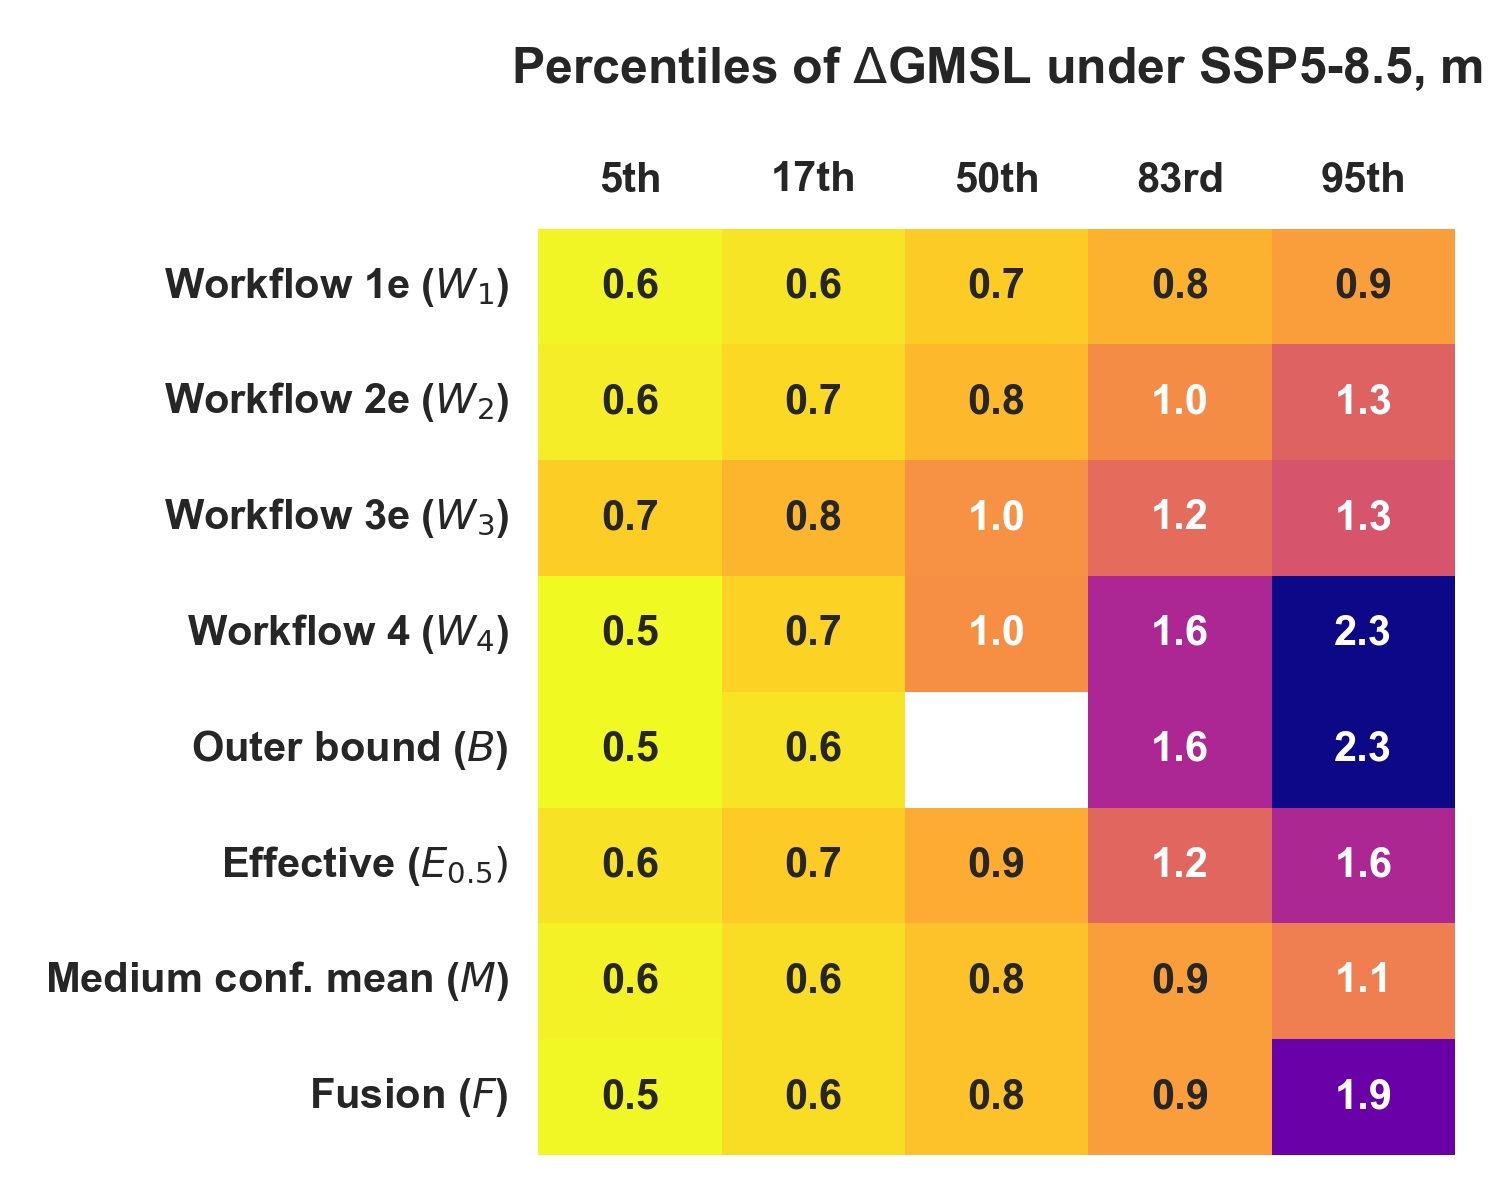 Percentiles of ΔGMSL under SSP5-8.5, m
5th 17th 50th 83rd 95th
Workflow 1e (W₁) 0.6 0.6 0.7 0.8 0.9
Workflow 2e (W₂) 0.6 0.7 0.8 1.0 1.3
Workflow 3e (W₃) 0.7 0.8 1.0 1.2 1.3
Workflow 4 (W₄) 0.5 0.7 1.0 1.6 2.3
Outer bound (B) 0.5 0.6 1.6 2.3
Effective (E₀.₅) 0.6 0.7 0.9 1.2 1.6
Medium conf. mean (M) 0.6 0.6 0.8 0.9 1.1
Fusion (F) 0.5 0.6 0.8 0.9 1.9